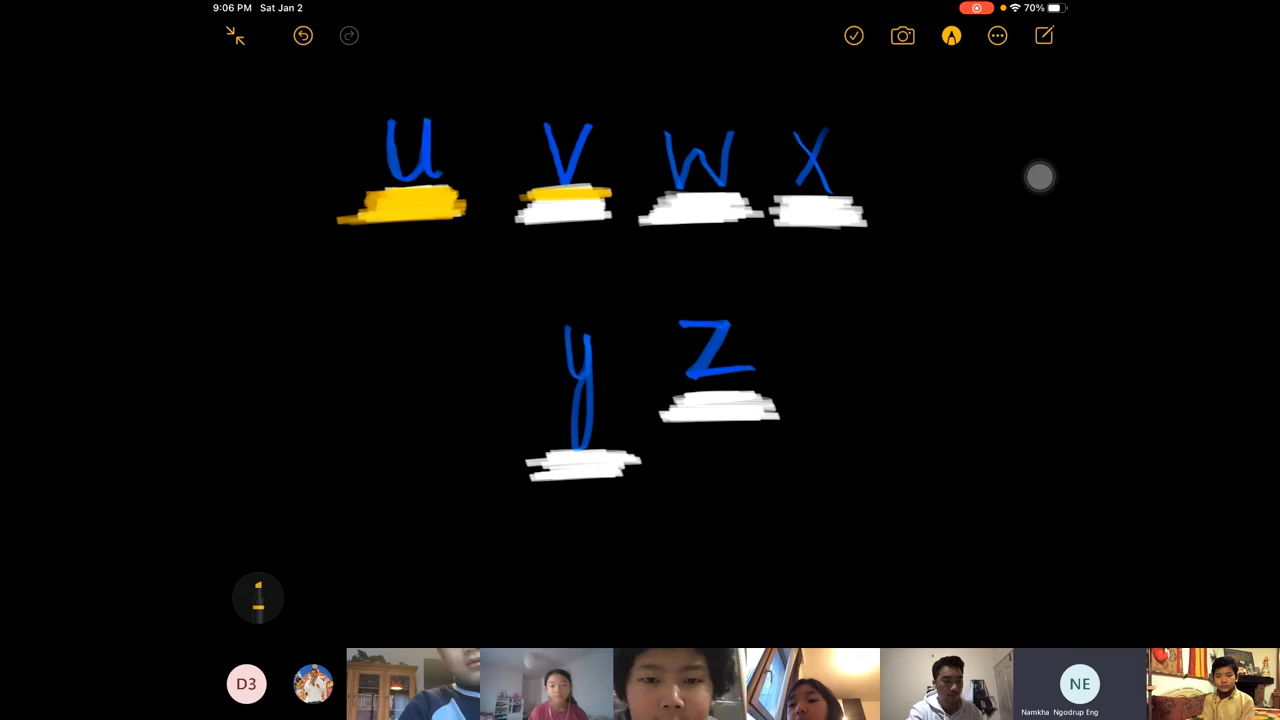 9:06 PM Sat Jan 2 70%
u v w x
y z
D3 NE
Namkha Ngodrup Eng